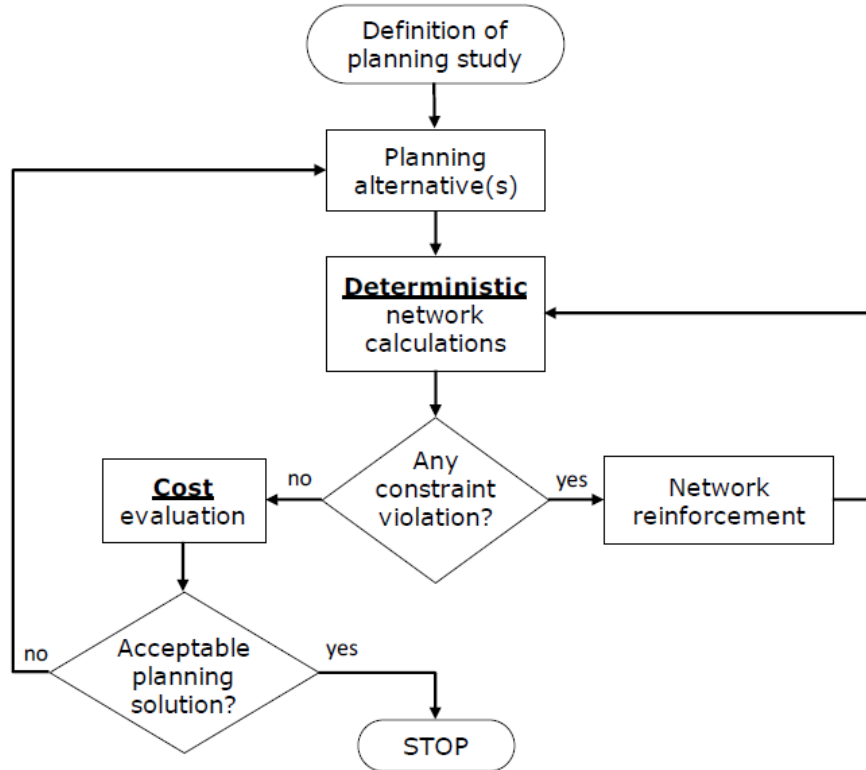 Definition of
planning study
Planning
alternative(s)
Deterministic
network
calculations
Any
constraint
violation?
no
yes
Cost
evaluation
Network
reinforcement
Acceptable
planning
solution?
no
yes
STOP